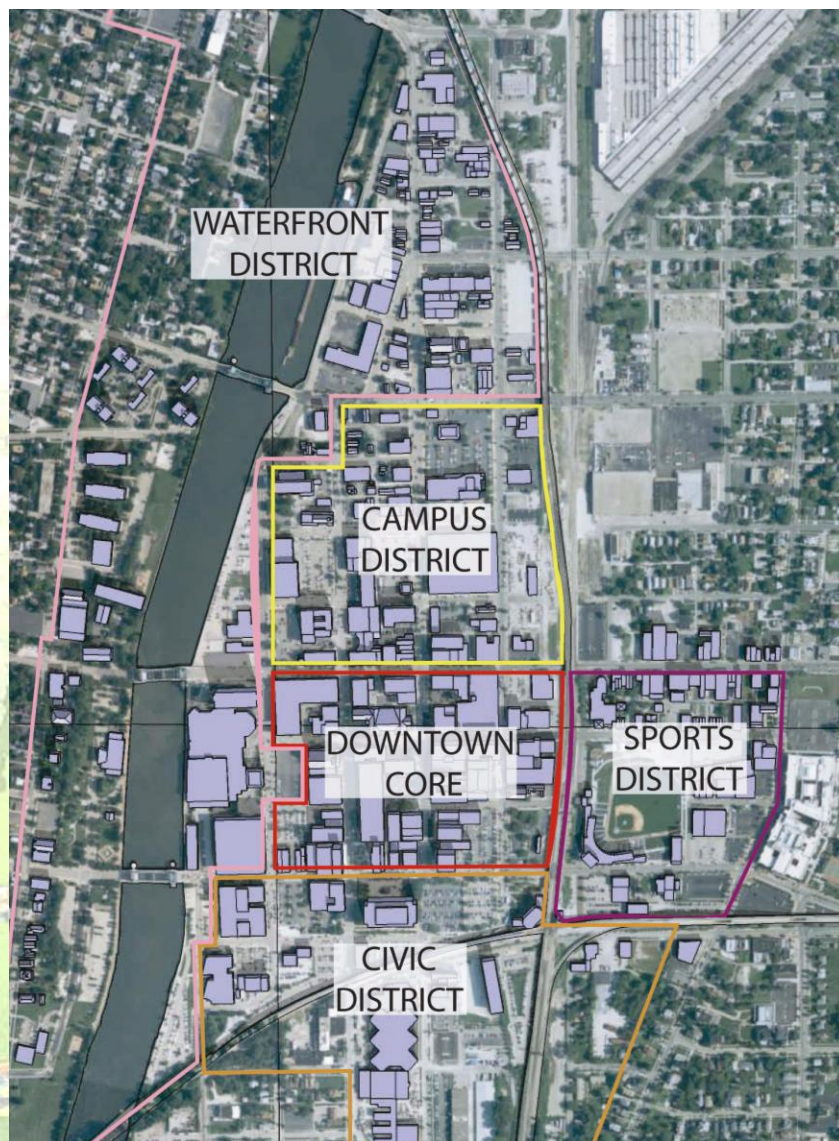 WATERFRONT
DISTRICT
CAMPUS
DISTRICT
DOWNTOWN
CORE
SPORTS
DISTRICT
CIVIC
DISTRICT